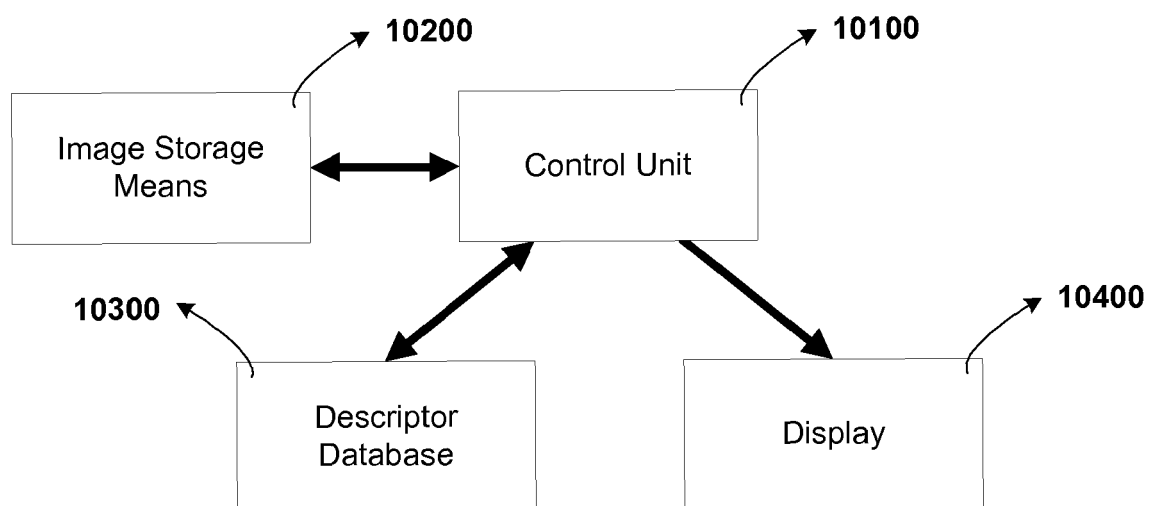 10200
10100
Image Storage
Means
Control Unit
10300
10400
Descriptor
Database
Display